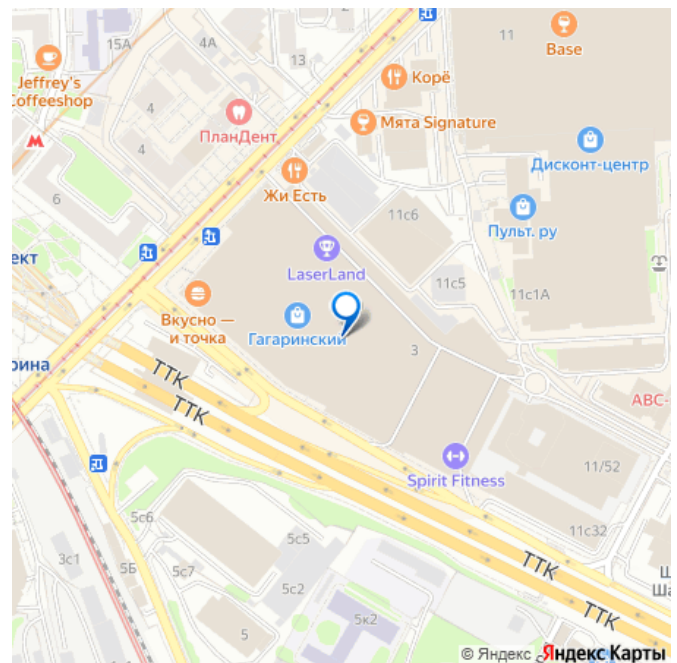 15А
4А
11
Base
Jeffrey's
Coffeeshop
13
Корё
4
ПланДент
Мята Signature
4
Дисконт-центр
Жи Есть
6
11с6
Пульт. ру
LaserLand
11с5
11с1А
Вкусно —
и точка
Гагаринский
3
ТТК
ТТК
АВС-
Spirit Fitness
11/52
5с6
5с5
11с32
3с1
5Б
5с7
5с2
ТТК
5
5к2
ТТК
© Яндекс
Яндекс Карты